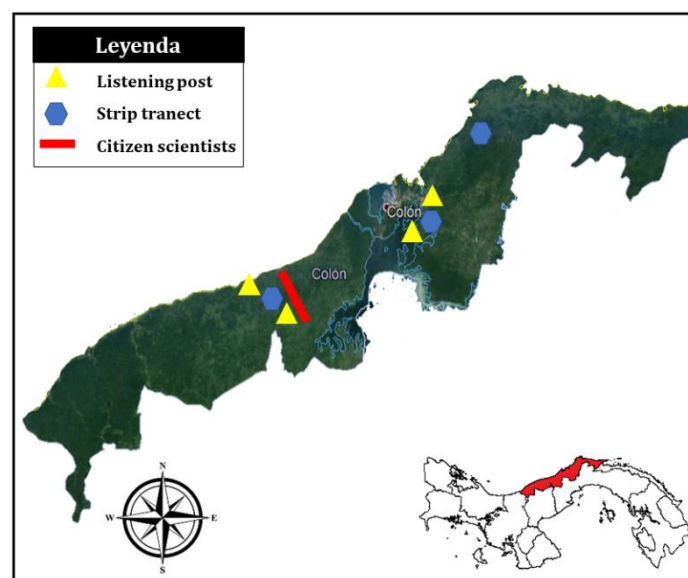 Leyenda
Listening post
Strip tranect
Citizen scientists
Colón
Colón
N
W
E
S